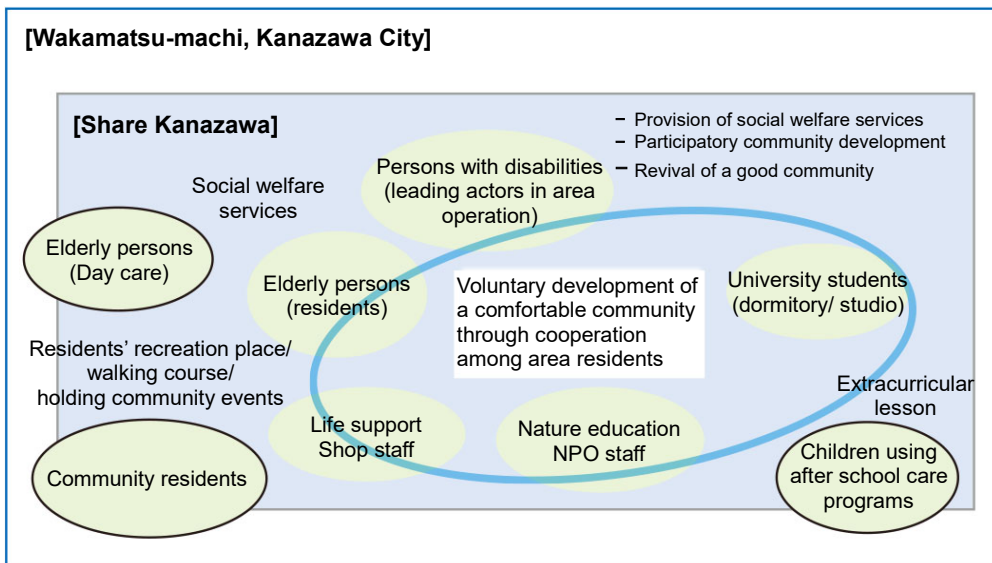 [Wakamatsu-machi, Kanazawa City]
[Share Kanazawa]
− Provision of social welfare services
− Participatory community development
− Revival of a good community
Persons with disabilities
(leading actors in area
operation)
Social welfare
services
Elderly persons
(Day care)
Elderly persons
(residents)
Voluntary development of
a comfortable community
through cooperation
among area residents
University students
(dormitory/ studio)
Residents’ recreation place/
walking course/
holding community events
Extracurricular
lesson
Life support
Shop staff
Nature education
NPO staff
Community residents
Children using
after school care
programs